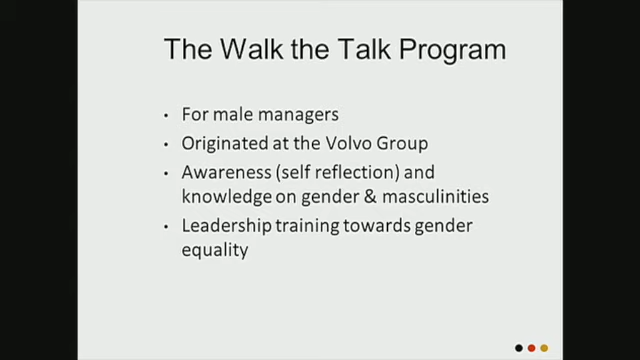 The Walk the Talk Program
• For male managers
• Originated at the Volvo Group
• Awareness (self reflection) and
knowledge on gender & masculinities
• Leadership training towards gender
equality